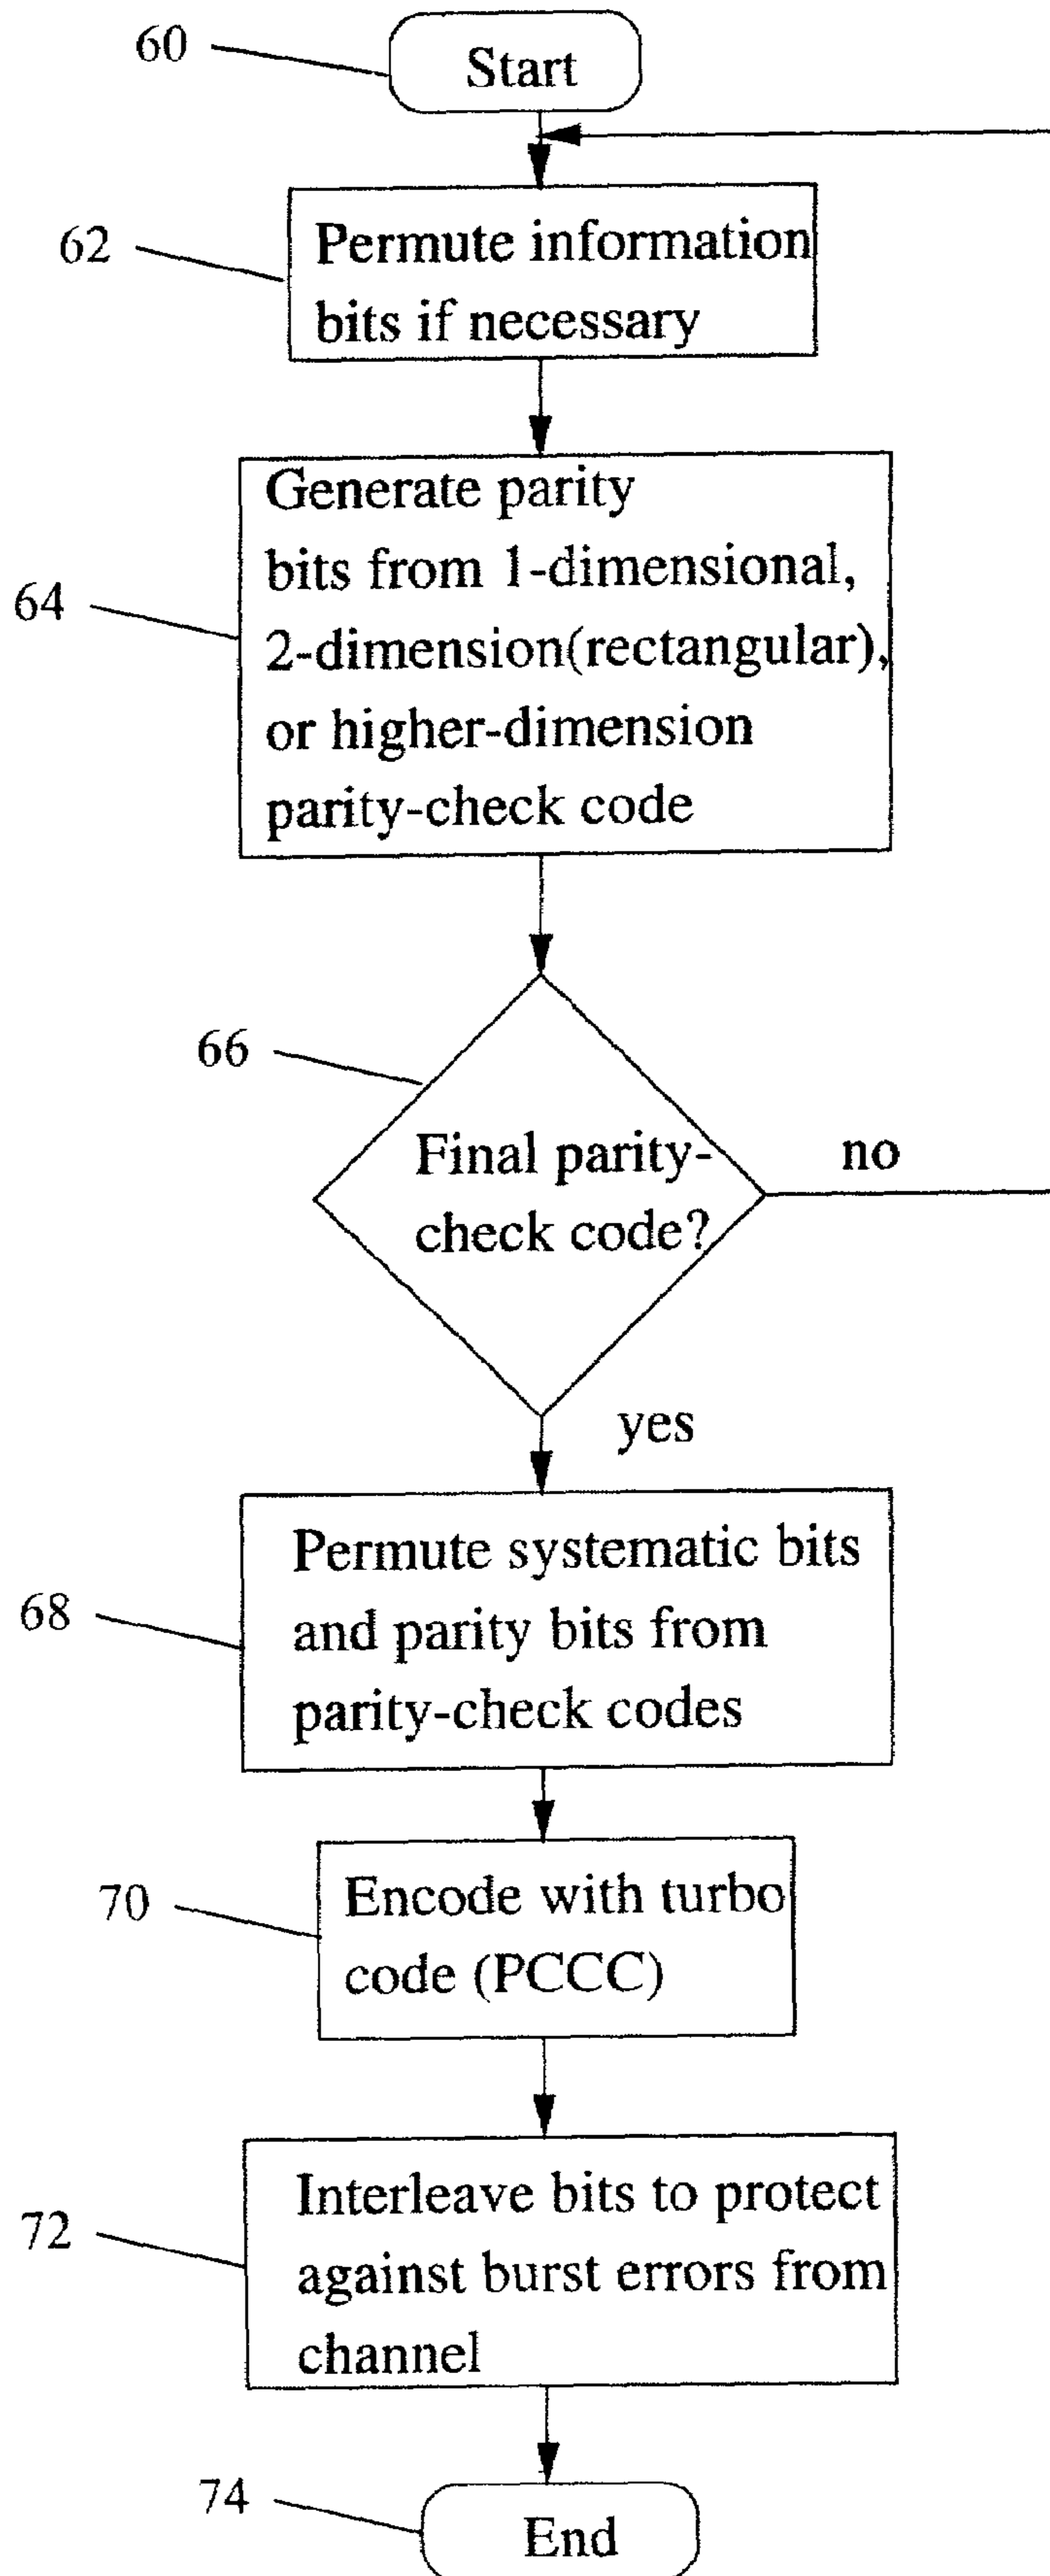 60
Start
62
Permute information
bits if necessary
64
Generate parity
bits from 1-dimensional,
2-dimension(rectangular),
or higher-dimension
parity-check code
66
Final parity-
check code?
no
yes
68
Permute systematic bits
and parity bits from
parity-check codes
70
Encode with turbo
code (PCCC)
72
Interleave bits to protect
against burst errors from
channel
74
End